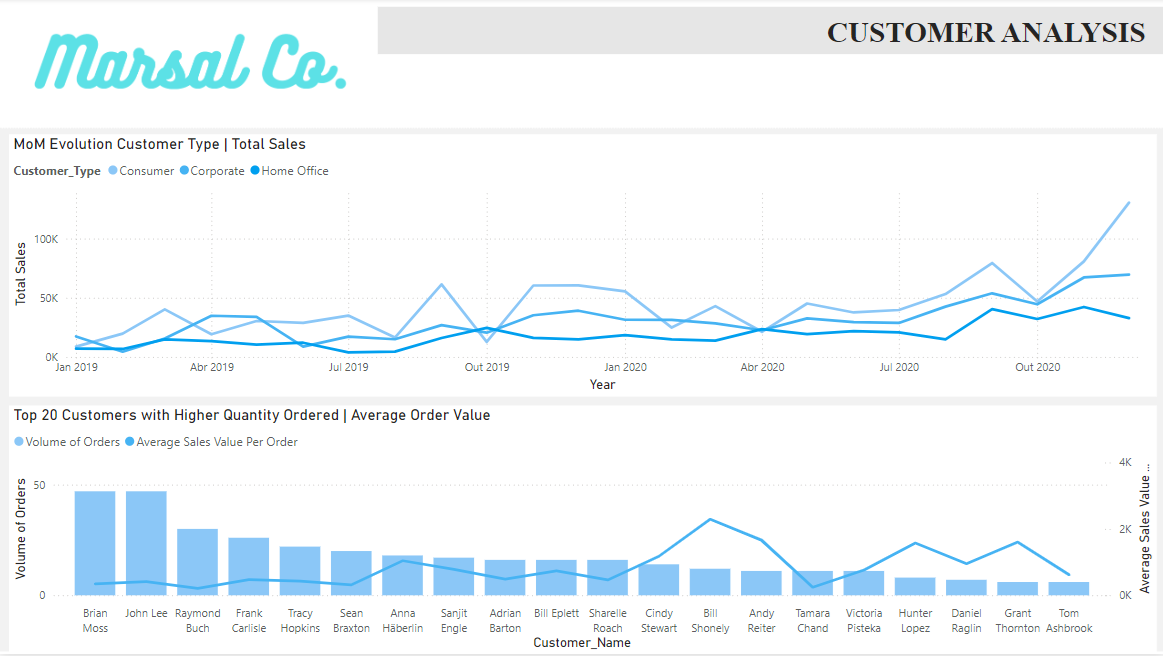 Marsal Co.
CUSTOMER ANALYSIS
MoM Evolution Customer Type | Total Sales
Customer_Type Consumer Corporate Home Office
Total Sales
100K
50K
0K
Jan 2019 Apr 2019 Jul 2019 Oct 2019 Jan 2020 Apr 2020 Jul 2020 Oct 2020
Year
Top 20 Customers with Higher Quantity Ordered | Average Order Value
Volume of Orders Average Sales Value Per Order
Volume of Orders
50
0
4K
2K
0K
Average Sales Value ...
Brian John Lee Raymond Frank Tracy Sean Anna Sanjit Adrian Bill Eplett Sharelle Cindy Bill Andy Tamara Victoria Hunter Daniel Grant Tom
Moss Buch Carlisle Hopkins Braxton Häberlin Engle Barton Roach Stewart Shonely Reiter Chand Pisteka Lopez Raglin Thornton Ashbrook
Customer_Name